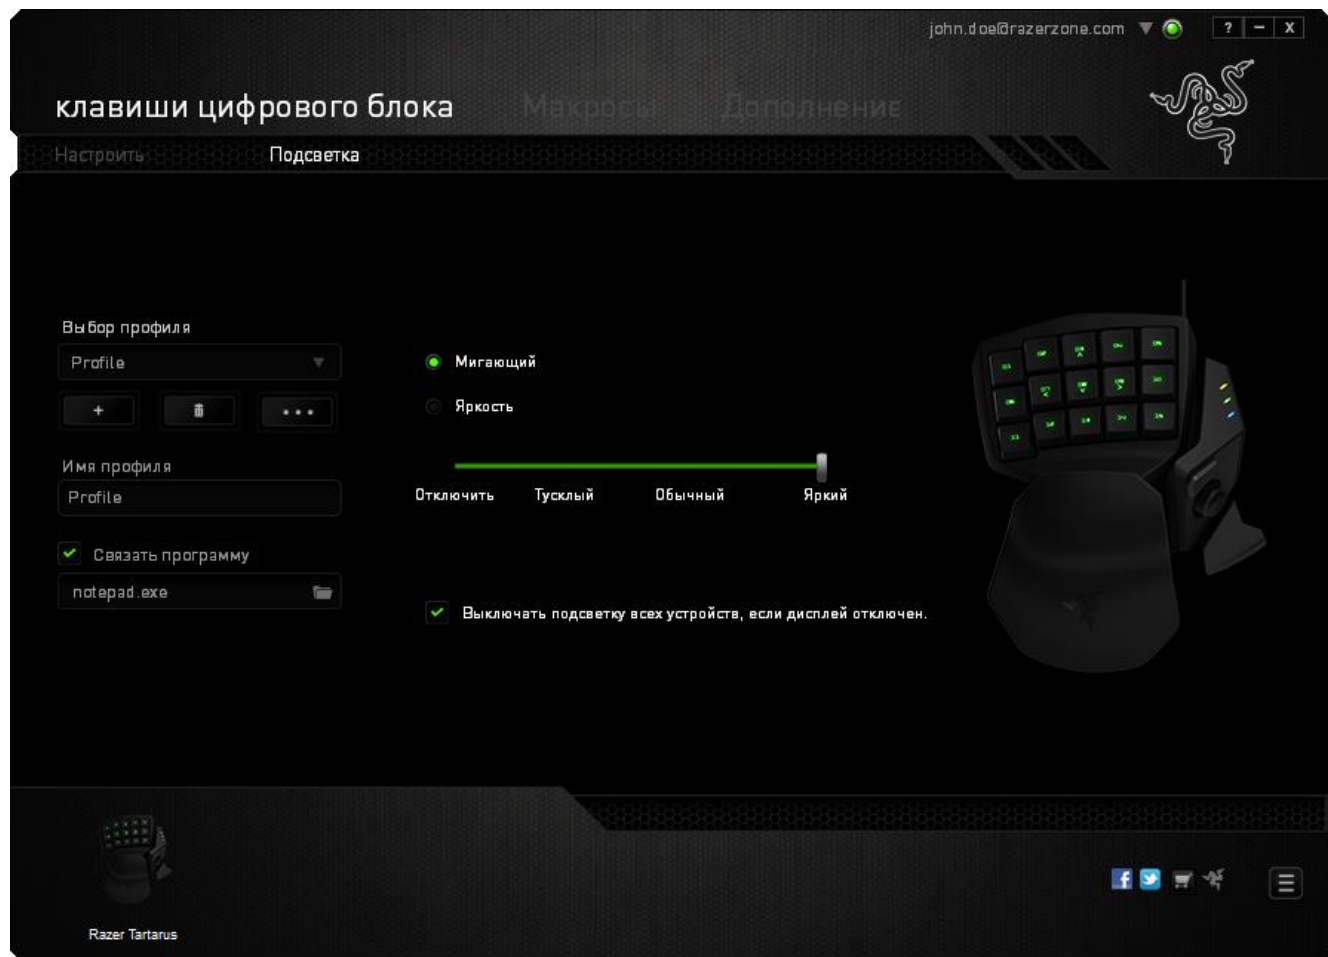 john.doe@razerzone.com
? – X
клавиши цифрового блока Макросы Дополнение
Настроить Подсветка
Выбор профиля
Profile
Мигающий
Яркость
Имя профиля
Profile
Отключить Тусклый Обычный Яркий
Связать программу
notepad.exe
Выключать подсветку всех устройств, если дисплей отключен.
Razer Tartarus